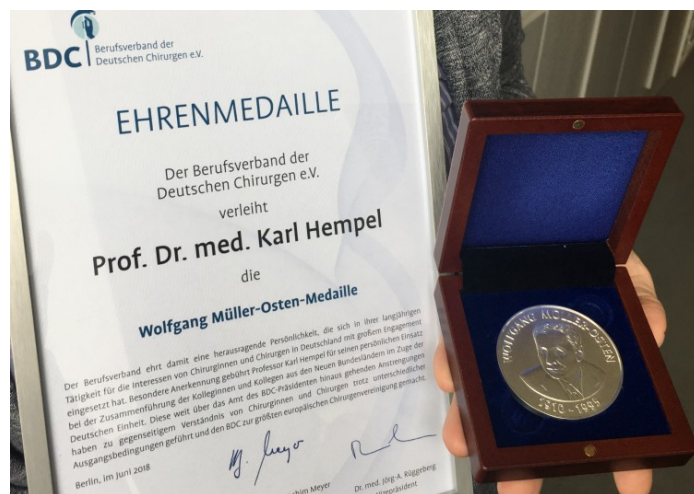 BDC
Berufsverband der
Deutschen Chirurgen e.V.
EHRENMEDAILLE
Der Berufsverband der
Deutschen Chirurgen e.V.
verleiht
Prof. Dr. med. Karl Hempel
die
Wolfgang Müller-Osten-Medaille
Der Berufsverband ehrt damit eine herausragende Persönlichkeit, die sich in ihrer langjährigen
Tätigkeit für die Interessen von Chirurginnen und Chirurgen in Deutschland mit großem Engagement
eingesetzt hat. Besondere Anerkennung gebührt Professor Karl Hempel für seinen persönlichen Einsatz
bei der Zusammenführung der Kolleginnen und Kollegen aus den Neuen Bundesländern im Zuge der
Deutschen Einheit. Diese weit über das Amt des BDC-Präsidenten hinaus gehenden Anstrengungen
haben zu gegenseitigem Verständnis von Chirurginnen und Chirurgen trotz unterschiedlicher
Ausgangsbedingungen geführt und den BDC zur größten europäischen Chirurgenvereinigung gemacht.
Berlin, im Juni 2018
Meyer
Dr. med. Jörg-A. Rüggeberg
WOLFGANG MÜLLER-OSTEN
1910-1995